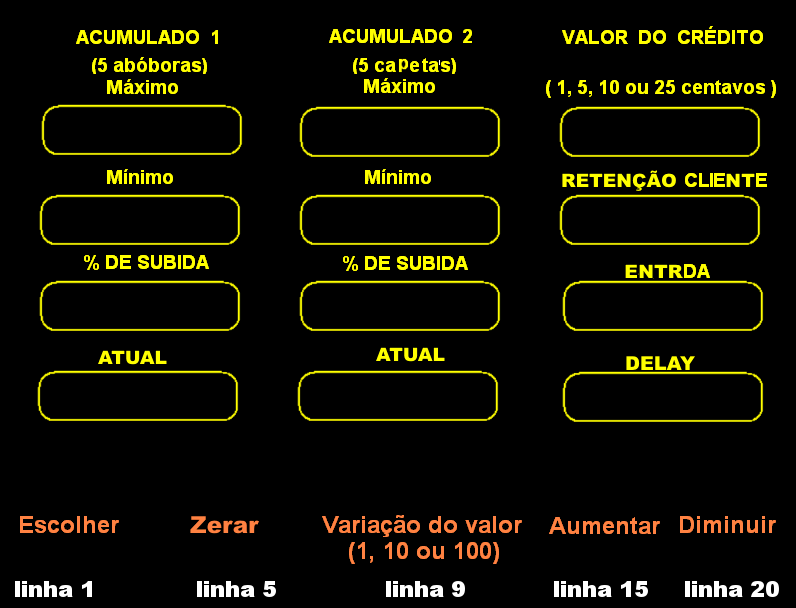 ACUMULADO 1
(5 abóboras)
Máximo
Mínimo
% DE SUBIDA
ATUAL
ACUMULADO 2
(5 capetas)
Máximo
Mínimo
% DE SUBIDA
ATUAL
VALOR DO CRÉDITO
( 1, 5, 10 ou 25 centavos )
RETENÇÃO CLIENTE
ENTRDA
DELAY
Escolher
Zerar
Variação do valor
(1, 10 ou 100)
Aumentar
Diminuir
linha 1
linha 5
linha 9
linha 15
linha 20